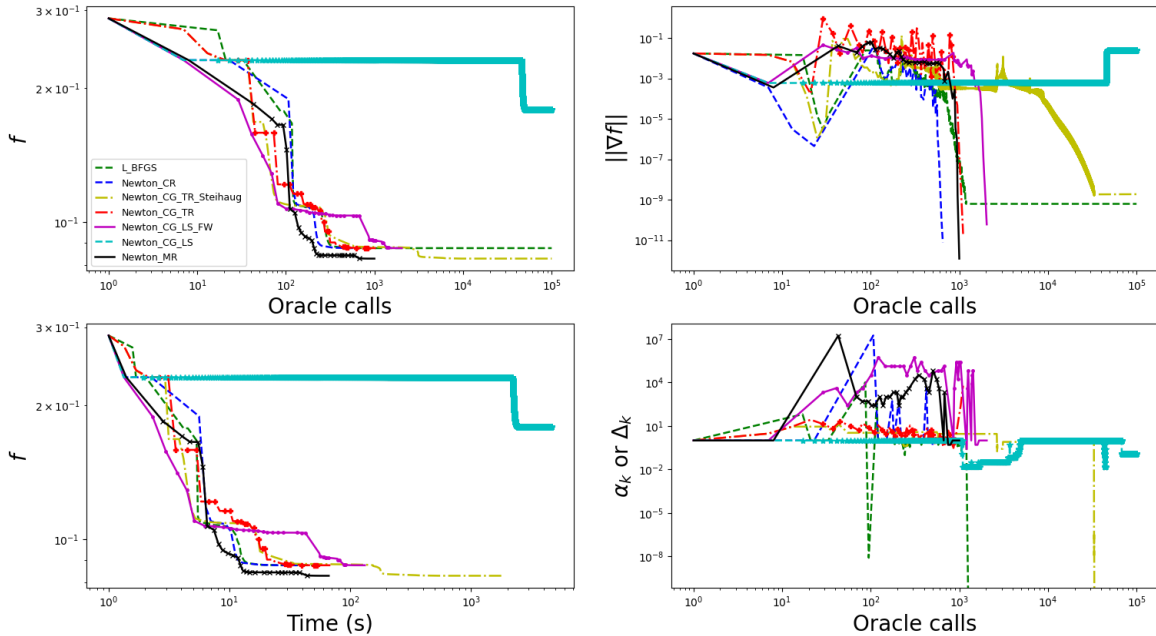 3 × 10⁻¹
2 × 10⁻¹
10⁻¹
f
L_BFGS
Newton_CR
Newton_CG_TR_Steihaug
Newton_CG_TR
Newton_CG_LS_FW
Newton_CG_LS
Newton_MR
10⁰ 10¹ 10² 10³ 10⁴ 10⁵
Oracle calls
10⁻¹
10⁻³
10⁻⁵
10⁻⁷
10⁻⁹
10⁻¹¹
||∇f||
10⁰ 10¹ 10² 10³ 10⁴ 10⁵
Oracle calls
3 × 10⁻¹
2 × 10⁻¹
10⁻¹
f
10⁰ 10¹ 10² 10³
Time (s)
10⁷
10⁴
10¹
10⁻²
10⁻⁵
10⁻⁸
αₖ or Δₖ
10⁰ 10¹ 10² 10³ 10⁴ 10⁵
Oracle calls